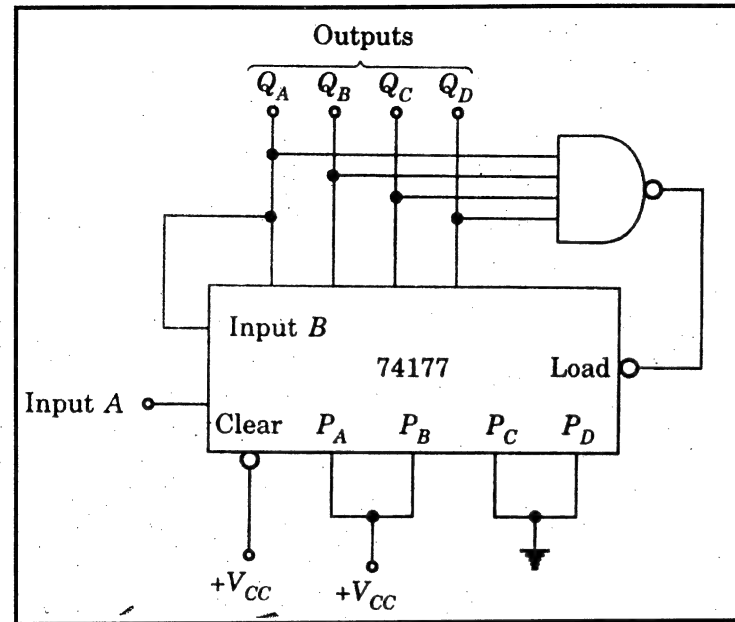 Outputs
Q_A Q_B Q_C Q_D
Input B
74177
Load
Input A
Clear P_A P_B P_C P_D
+V_CC
+V_CC